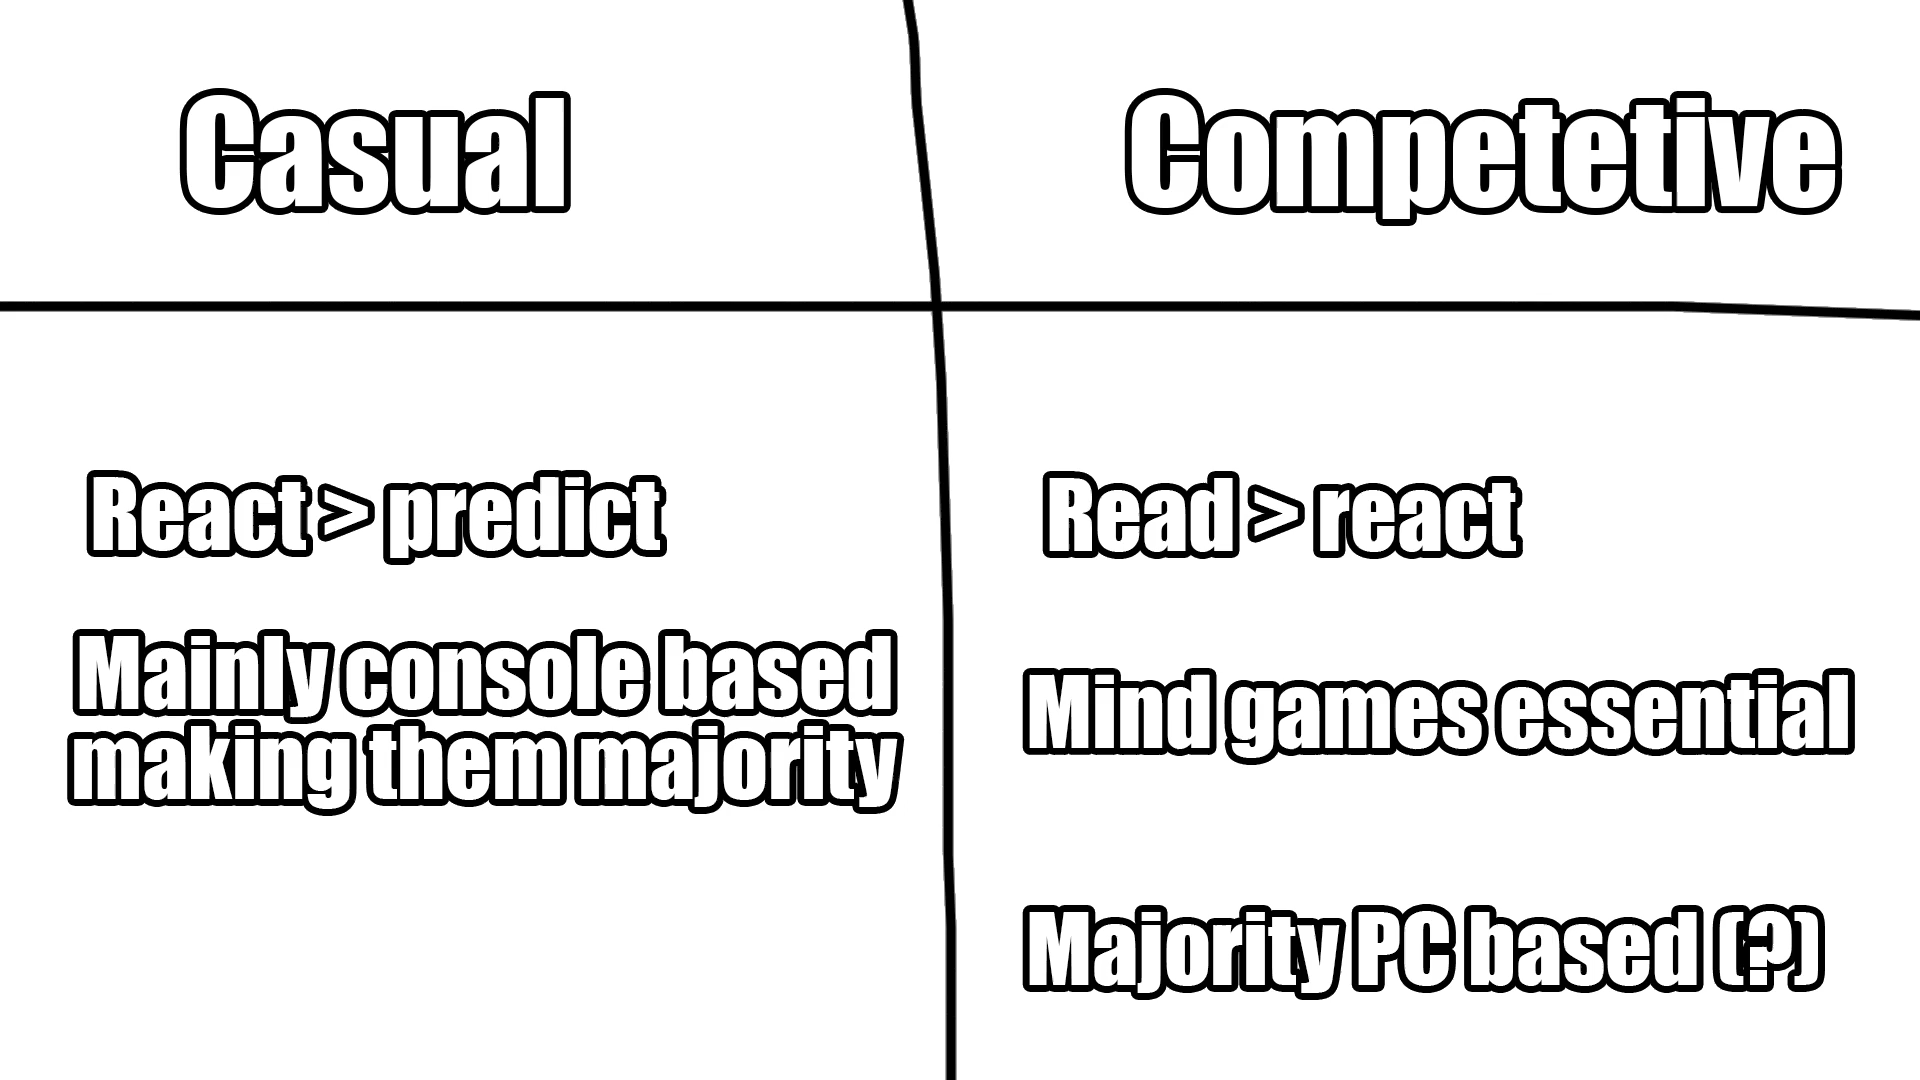 Casual
Competetive
React > predict
Mainly console based
making them majority
Read > react
Mind games essential
Majority PC based (?)